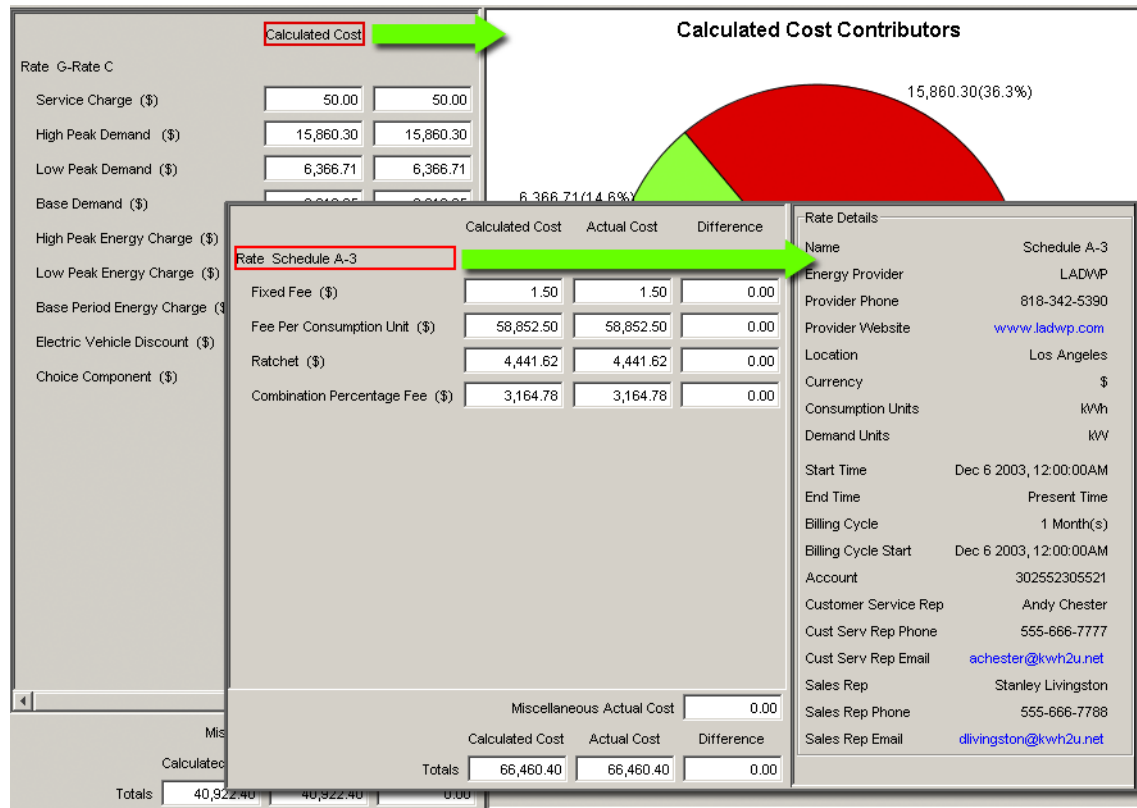 Calculated Cost
Rate G-Rate C
Service Charge ($) 50.00 50.00
High Peak Demand ($) 15,860.30 15,860.30
Low Peak Demand ($) 6,366.71 6,366.71
Base Demand ($)
High Peak Energy Charge ($)
Low Peak Energy Charge ($)
Base Period Energy Charge
Electric Vehicle Discount ($)
Choice Component ($)
Calculated
Totals 40,922.40 40,922.40 0.00
Calculated Cost Contributors
15,860.30(36.3%)
6,366.71(14.6%)
Calculated Cost Actual Cost Difference
Rate Schedule A-3
Fixed Fee ($) 1.50 1.50 0.00
Fee Per Consumption Unit ($) 58,852.50 58,852.50 0.00
Ratchet ($) 4,441.62 4,441.62 0.00
Combination Percentage Fee ($) 3,164.78 3,164.78 0.00
Miscellaneous Actual Cost 0.00
Calculated Cost Actual Cost Difference
Totals 66,460.40 66,460.40 0.00
Rate Details
Name Schedule A-3
Energy Provider LADWP
Provider Phone 818-342-5390
Provider Website www.ladwp.com
Location Los Angeles
Currency $
Consumption Units kWh
Demand Units kW
Start Time Dec 6 2003, 12:00:00AM
End Time Present Time
Billing Cycle 1 Month(s)
Billing Cycle Start Dec 6 2003, 12:00:00AM
Account 302552305521
Customer Service Rep Andy Chester
Cust Serv Rep Phone 555-666-7777
Cust Serv Rep Email achester@kwh2u.net
Sales Rep Stanley Livingston
Sales Rep Phone 555-666-7788
Sales Rep Email dlivingston@kwh2u.net